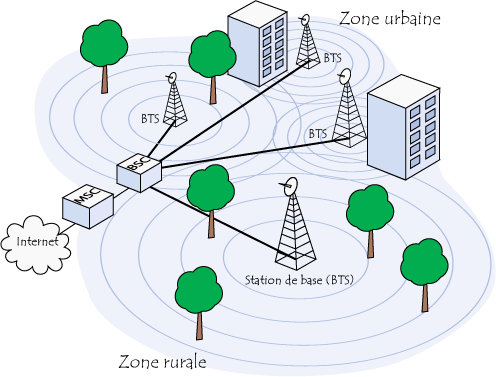 Zone urbaine
BTS
BTS
BTS
BSC
MSC
Internet
Station de base (BTS)
Zone rurale